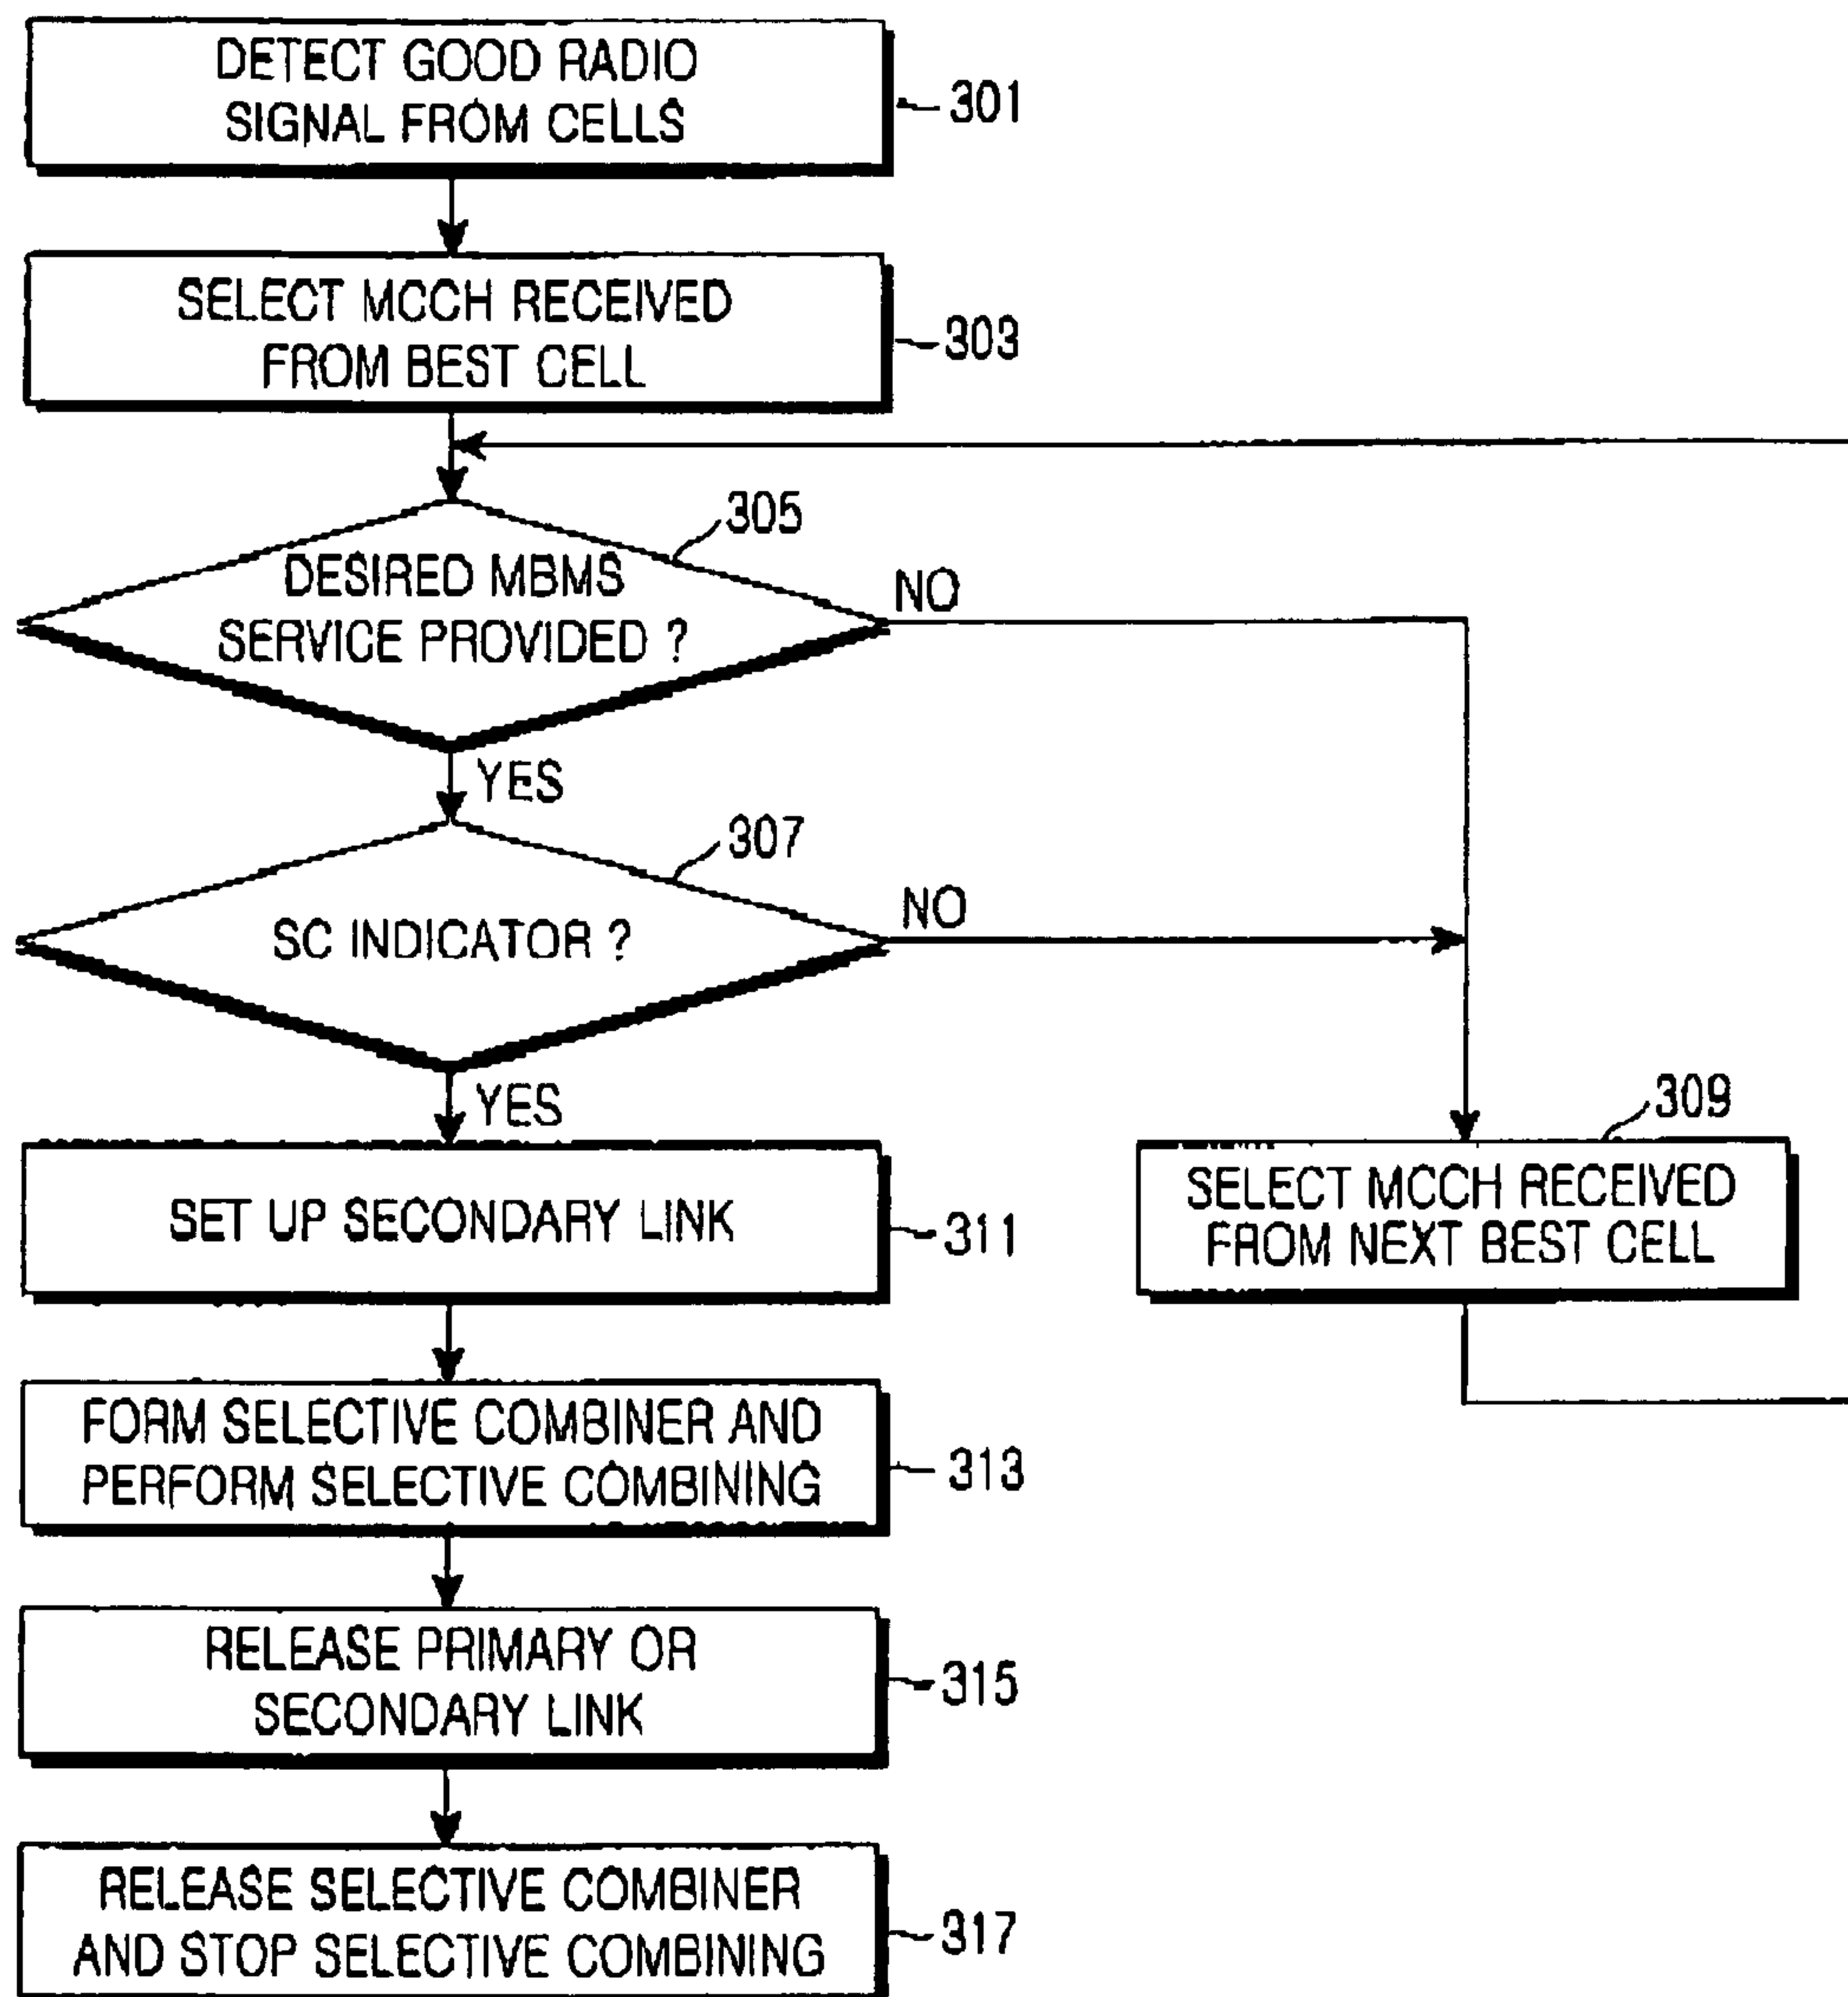 DETECT GOOD RADIO
SIGNAL FROM CELLS
301
SELECT MCCH RECEIVED
FROM BEST CELL
303
305
DESIRED MBMS
SERVICE PROVIDED ?
NO
YES
307
SC INDICATOR ?
NO
YES
309
SELECT MCCH RECEIVED
FROM NEXT BEST CELL
SET UP SECONDARY LINK
311
FORM SELECTIVE COMBINER AND
PERFORM SELECTIVE COMBINING
313
RELEASE PRIMARY OR
SECONDARY LINK
315
RELEASE SELECTIVE COMBINER
AND STOP SELECTIVE COMBINING
317